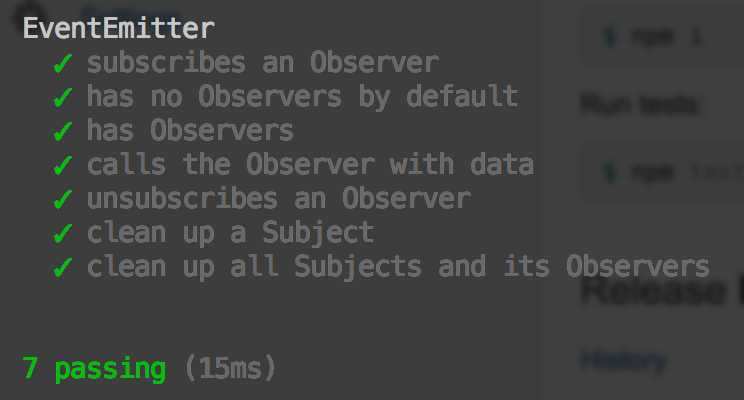 EventEmitter
✓ subscribes an Observer
✓ has no Observers by default
✓ has Observers
✓ calls the Observer with data
✓ unsubscribes an Observer
✓ clean up a Subject
✓ clean up all Subjects and its Observers
7 passing (15ms)
$ npm i
Run tests:
$ npm test
Release
History